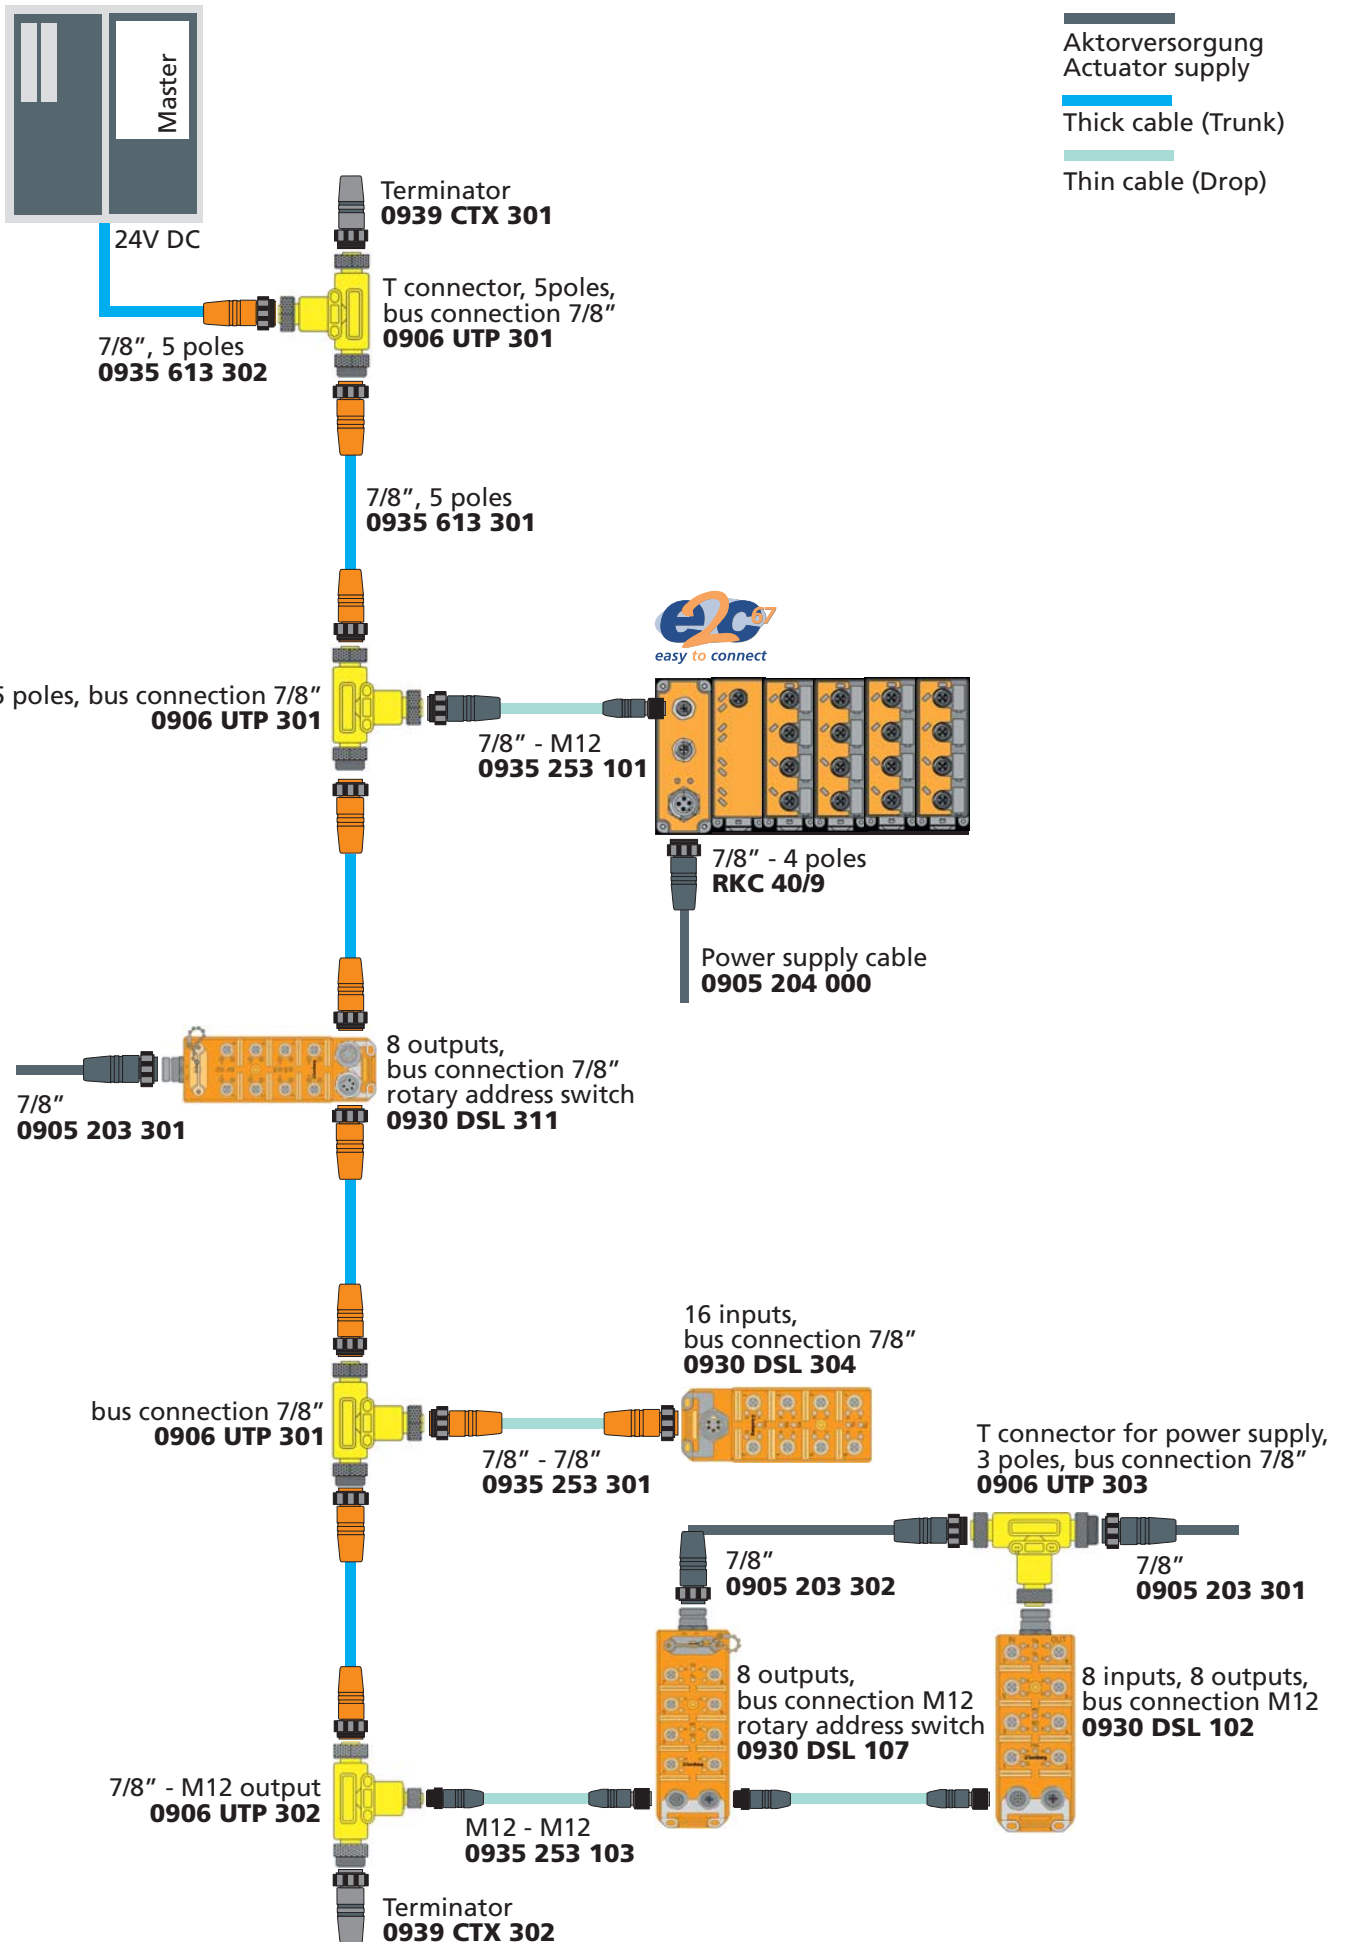 Master
24V DC
Aktorversorgung
Actuator supply
Thick cable (Trunk)
Thin cable (Drop)
Terminator
0939 CTX 301
T connector, 5poles,
bus connection 7/8”
0906 UTP 301
7/8”, 5 poles
0935 613 302
7/8”, 5 poles
0935 613 301
e2c67
easy to connect
5 poles, bus connection 7/8”
0906 UTP 301
7/8” - M12
0935 253 101
7/8” - 4 poles
RKC 40/9
Power supply cable
0905 204 000
8 outputs,
bus connection 7/8”
rotary address switch
0930 DSL 311
7/8”
0905 203 301
16 inputs,
bus connection 7/8”
0930 DSL 304
bus connection 7/8”
0906 UTP 301
7/8” - 7/8”
0935 253 301
T connector for power supply,
3 poles, bus connection 7/8”
0906 UTP 303
7/8”
0905 203 302
7/8”
0905 203 301
IN OUT
8 outputs,
bus connection M12
rotary address switch
0930 DSL 107
8 inputs, 8 outputs,
bus connection M12
0930 DSL 102
7/8” - M12 output
0906 UTP 302
M12 - M12
0935 253 103
Terminator
0939 CTX 302